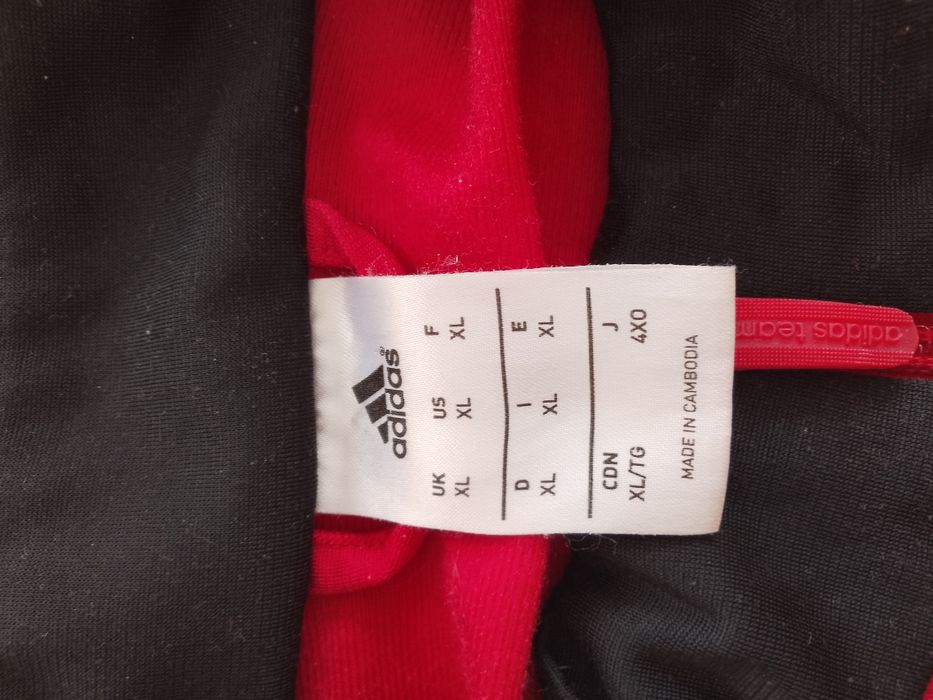 adidas®
UK US F
XL XL XL
D I E
XL XL XL
CDN J
XL/TG 4XO
MADE IN CAMBODIA
adidas team